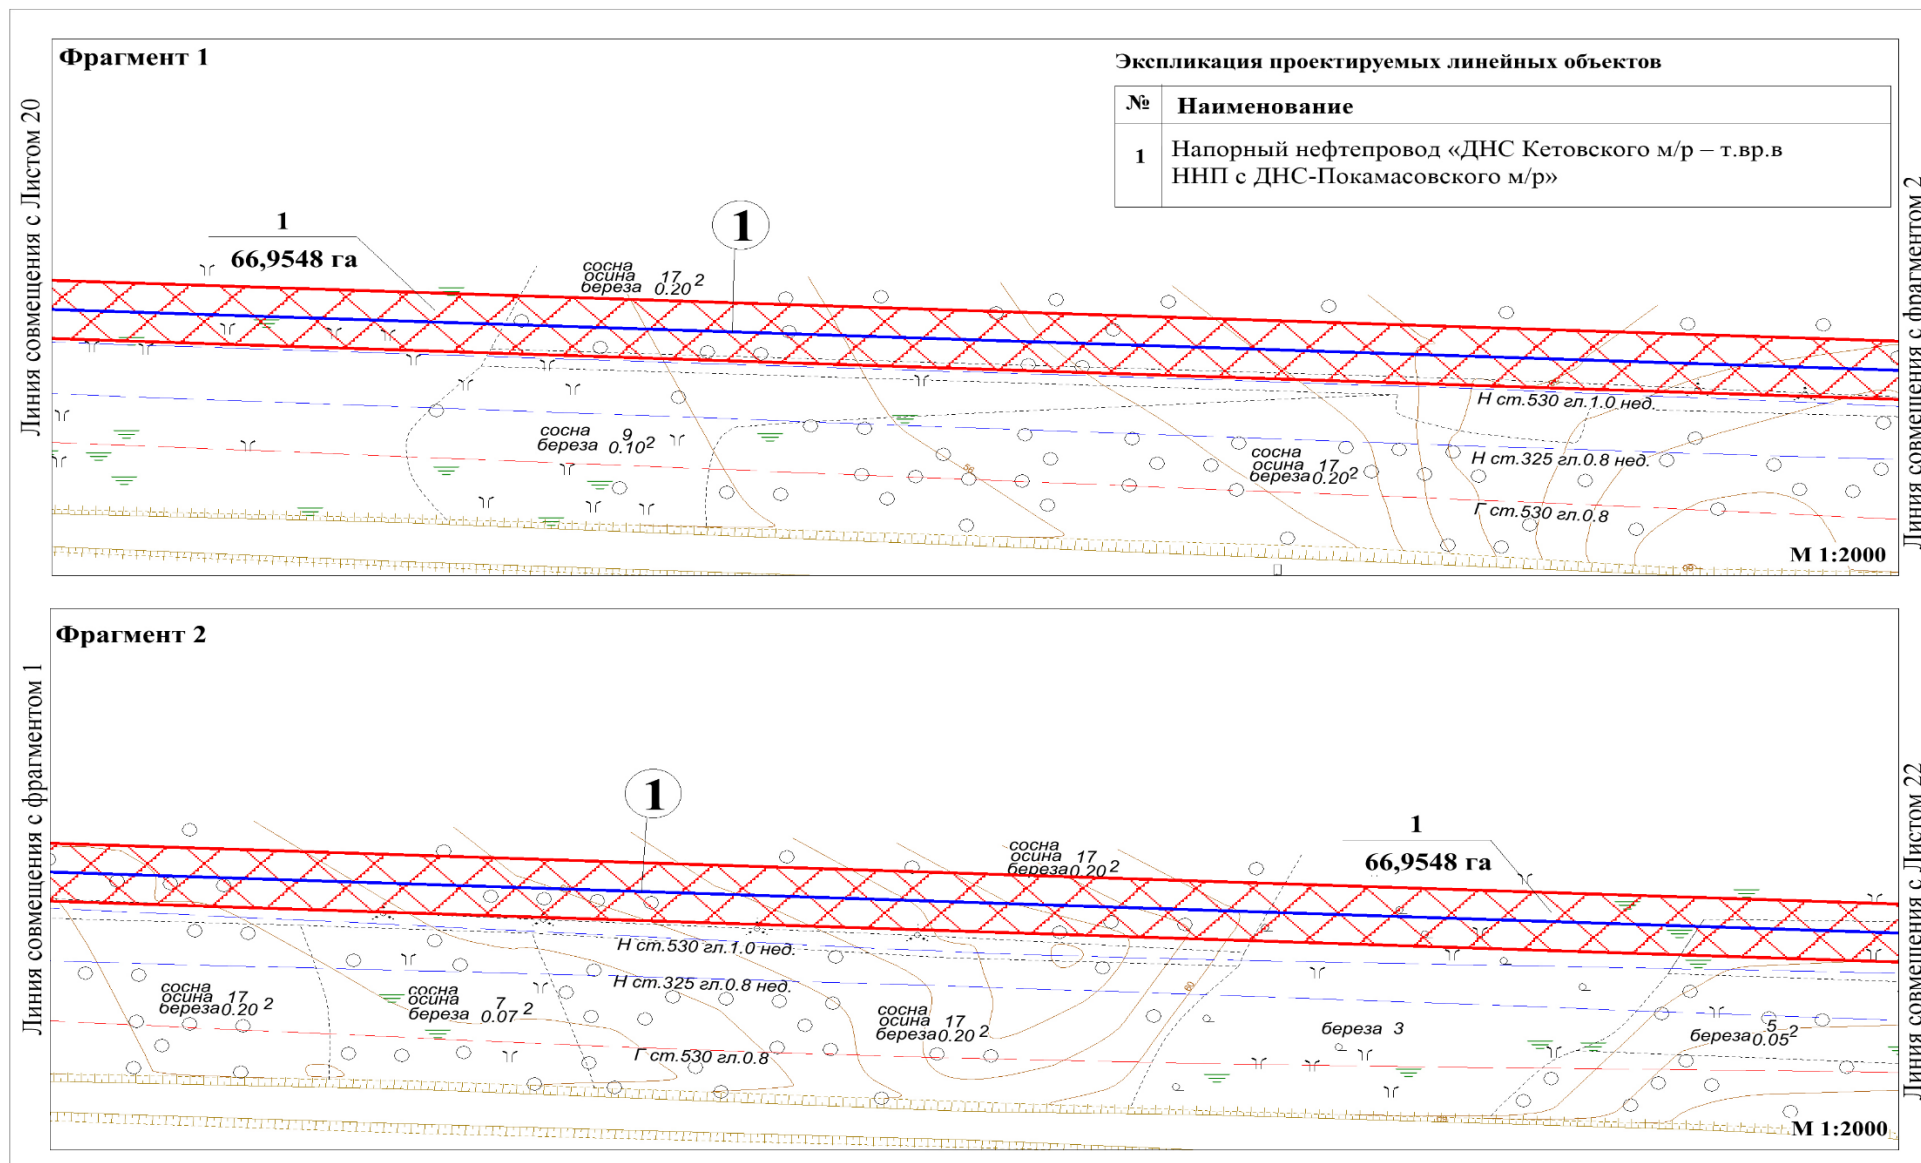 Фрагмент 1
Экспликация проектируемых линейных объектов
№ Наименование
1 Напорный нефтепровод «ДНС Кетовского м/р – т.вр.в
ННП с ДНС-Покамасовского м/р»
Линия совмещения с Листом 20
Линия совмещения с фрагментом 2
1
66,9548 га
1
сосна
осина 17
береза 0.20 2
сосна 9
береза 0.10 2
сосна
осина 17
береза 0.20 2
Н ст.530 гл.1.0 нед.
Н ст.325 гл.0.8 нед.
Г ст.530 гл.0.8
М 1:2000
Фрагмент 2
Линия совмещения с фрагментом 1
Линия совмещения с Листом 22
1
1
66,9548 га
сосна
осина 17
береза 0.20 2
Н ст.530 гл.1.0 нед.
Н ст.325 гл.0.8 нед.
Г ст.530 гл.0.8
сосна
осина 17
береза 0.20 2
сосна
осина 7
береза 0.07 2
сосна
осина 17
береза 0.20 2
береза 3
5
береза 0.05 2
60
М 1:2000